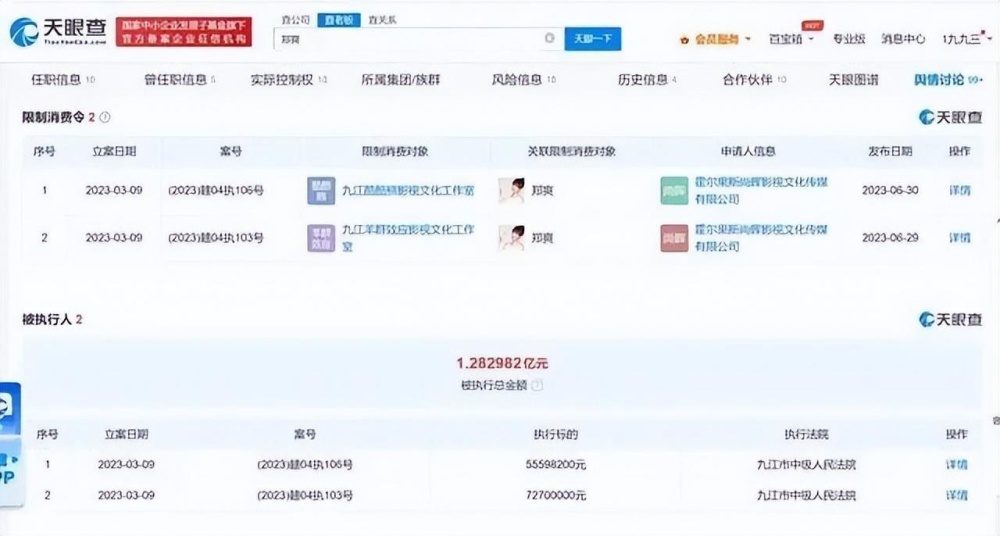 天眼查
TianYanCha.com
国家中小企业发展子基金旗下
官方备案企业征信机构
查公司 查老板 查关系
郑爽
天眼一下
会员服务
百宝箱
HOT
专业版
消息中心
1九九三
任职信息 10
曾任职信息 5
实际控制权 10
所属集团/族群
风险信息 10
历史信息 4
合作伙伴 10
天眼图谱
舆情讨论 99+
限制消费令 2
天眼查
序号 立案日期 案号 限制消费对象 关联限制消费对象 申请人信息 发布日期 操作
1 2023-03-09 (2023)赣04执106号 九江酷酷熊影视文化工作室 郑爽 霍尔果斯尚晖影视文化传媒有限公司 2023-06-30 详情
2 2023-03-09 (2023)赣04执103号 羊群效应 九江羊群效应影视文化工作室 郑爽 尚晖 霍尔果斯尚晖影视文化传媒有限公司 2023-06-29 详情
被执行人 2
天眼查
1.282982亿元
被执行总金额
序号 立案日期 案号 执行标的 执行法院 操作
1 2023-03-09 (2023)赣04执106号 55598200元 九江市中级人民法院 详情
2 2023-03-09 (2023)赣04执103号 72700000元 九江市中级人民法院 详情